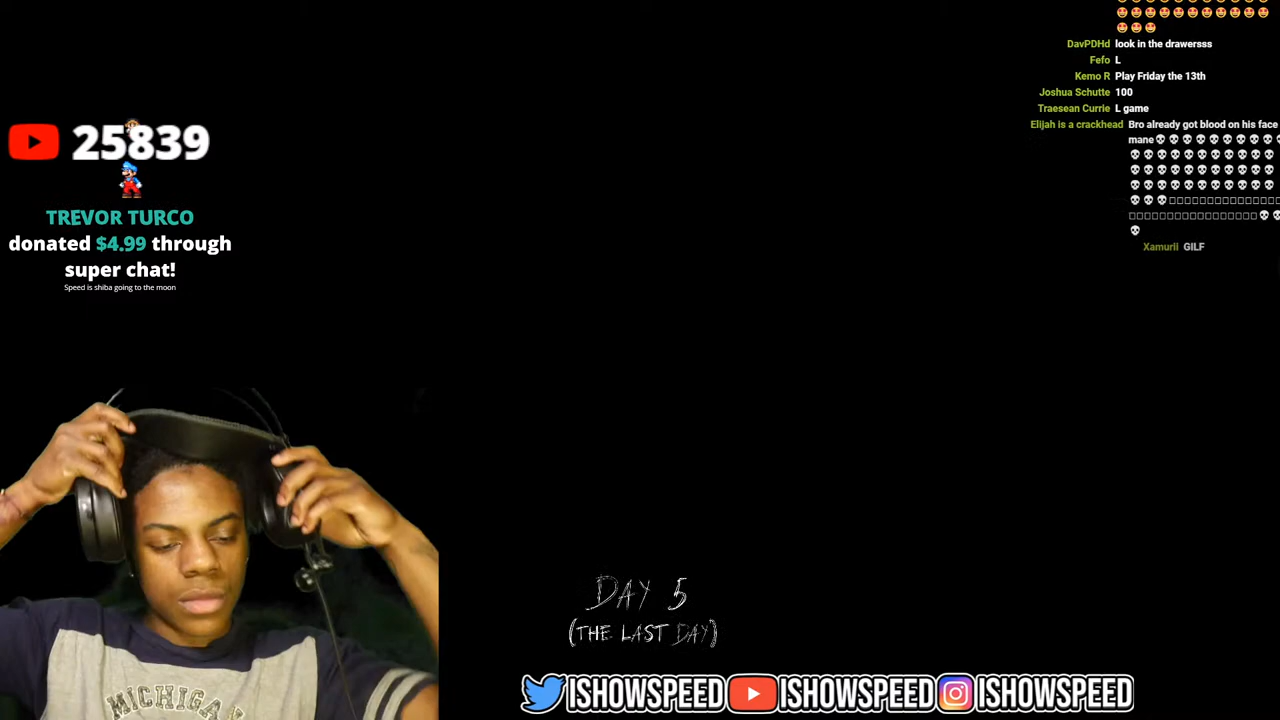 25839
TREVOR TURCO
donated $4.99 through
super chat!
Speed is shiba going to the moon
DavPDHd look in the drawersss
Fefo L
Kemo R Play Friday the 13th
Joshua Schutte 100
Traesean Currie L game
Elijah is a crackhead Bro already got blood on his face
mane
Xamurli GILF
MICHIGA
DAY 5
(THE LAST DAY)
ISHOWSPEED ISHOWSPEED ISHOWSPEED